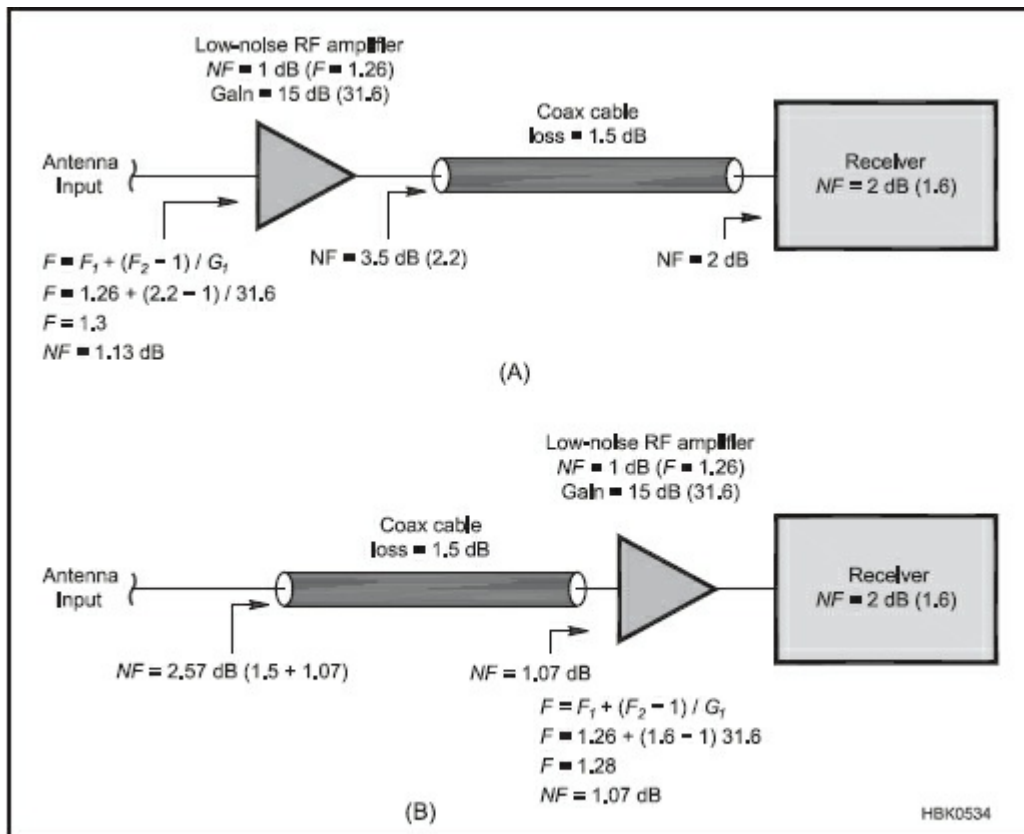 Low-noise RF amplifier
NF = 1 dB (F = 1.26)
Gain = 15 dB (31.6)
Coax cable
loss = 1.5 dB
Antenna
Input
Receiver
NF = 2 dB (1.6)
NF = 3.5 dB (2.2)
NF = 2 dB
F = F₁ + (F₂ – 1) / G₁
F = 1.26 + (2.2 – 1) / 31.6
F = 1.3
NF = 1.13 dB
(A)
Low-noise RF amplifier
NF = 1 dB (F = 1.26)
Gain = 15 dB (31.6)
Coax cable
loss = 1.5 dB
Antenna
Input
Receiver
NF = 2 dB (1.6)
NF = 2.57 dB (1.5 + 1.07)
NF = 1.07 dB
F = F₁ + (F₂ – 1) / G₁
F = 1.26 + (1.6 – 1) 31.6
F = 1.28
NF = 1.07 dB
(B)
HBK0534